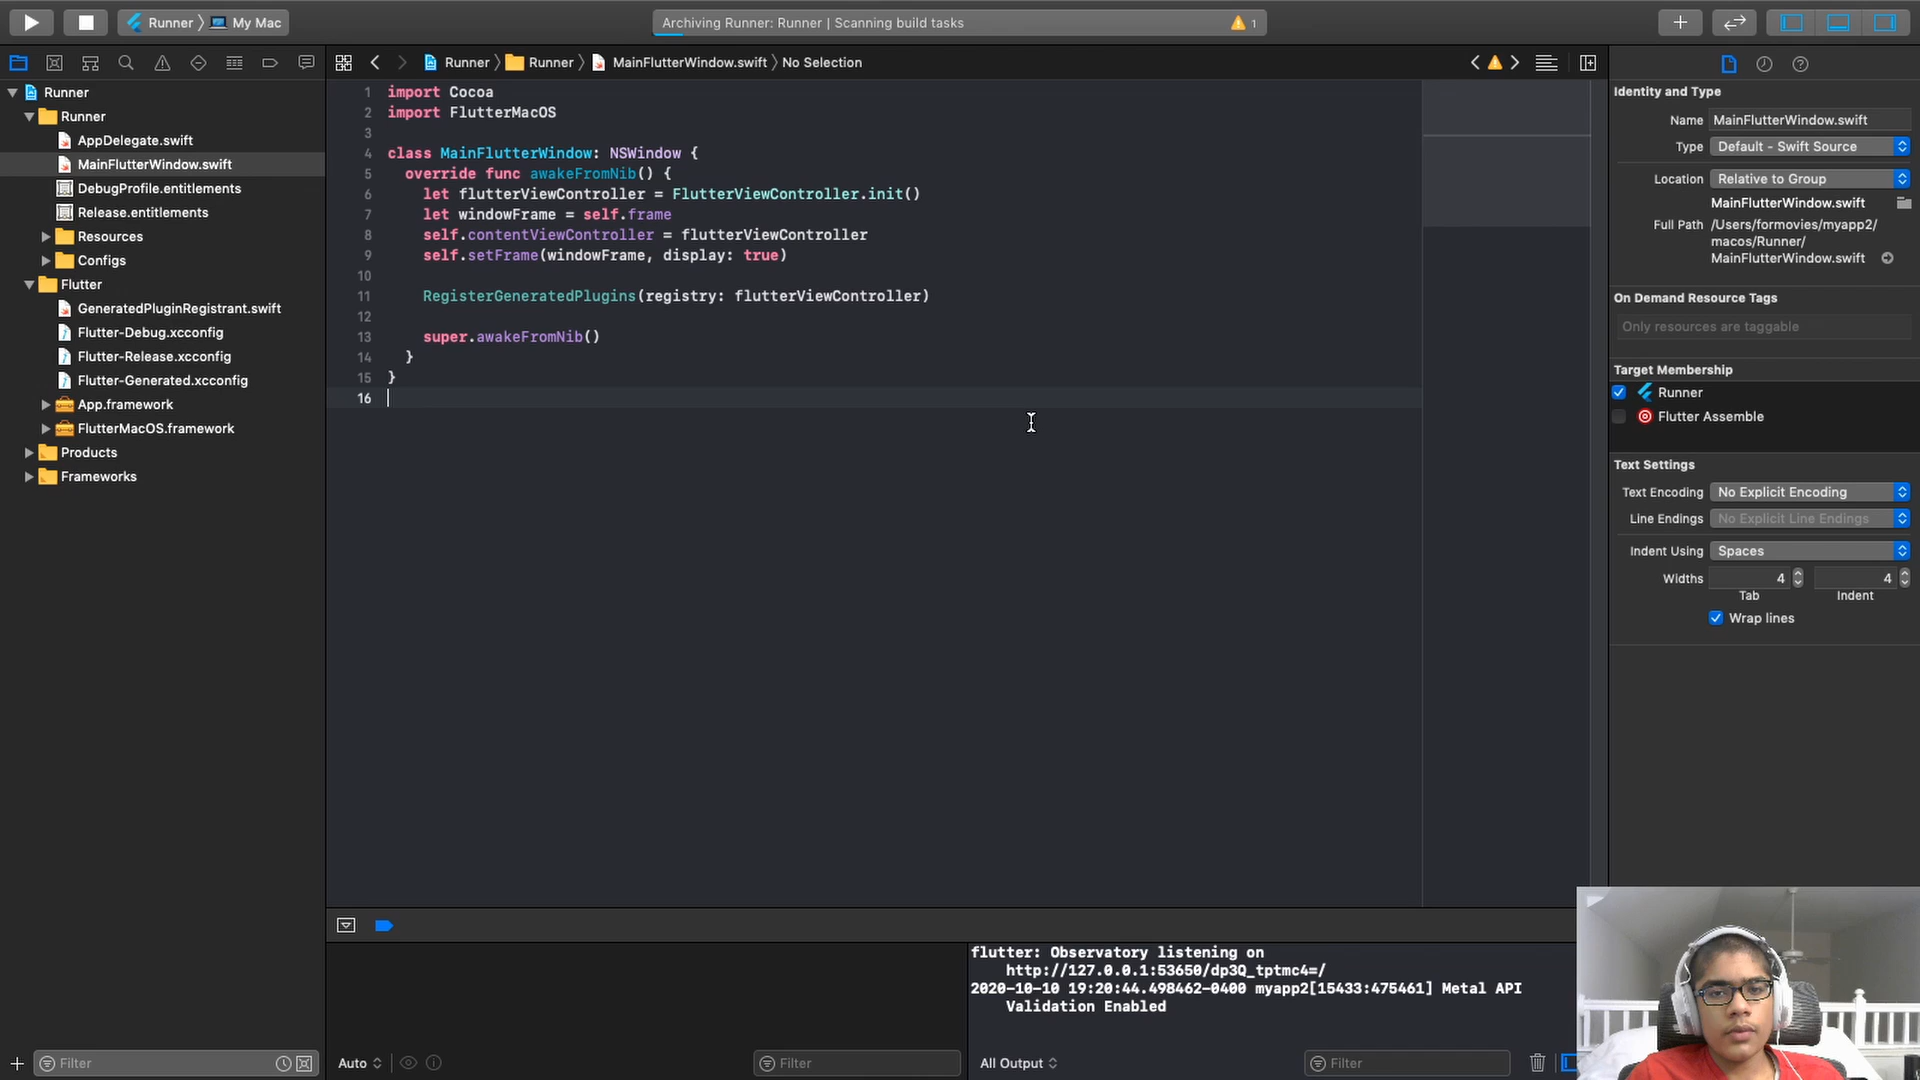 Runner 〉 My Mac
Archiving Runner: Runner | Scanning build tasks
1
Runner 〉 Runner 〉 MainFlutterWindow.swift 〉 No Selection
Runner
Runner
AppDelegate.swift
MainFlutterWindow.swift
DebugProfile.entitlements
Release.entitlements
Resources
Configs
Flutter
GeneratedPluginRegistrant.swift
Flutter-Debug.xcconfig
Flutter-Release.xcconfig
Flutter-Generated.xcconfig
App.framework
FlutterMacOS.framework
Products
Frameworks
Filter
1 import Cocoa
2 import FlutterMacOS
3
4 class MainFlutterWindow: NSWindow {
5 override func awakeFromNib() {
6 let flutterViewController = FlutterViewController.init()
7 let windowFrame = self.frame
8 self.contentViewController = flutterViewController
9 self.setFrame(windowFrame, display: true)
10
11 RegisterGeneratedPlugins(registry: flutterViewController)
12
13 super.awakeFromNib()
14 }
15 }
16
Auto
Filter
flutter: Observatory listening on
http://127.0.0.1:53650/dp3Q_tptmc4=/
2020-10-10 19:20:44.498462-0400 myapp2[15433:475461] Metal API
Validation Enabled
All Output
Filter
Identity and Type
Name MainFlutterWindow.swift
Type Default - Swift Source
Location Relative to Group
MainFlutterWindow.swift
Full Path /Users/formovies/myapp2/
macos/Runner/
MainFlutterWindow.swift
On Demand Resource Tags
Only resources are taggable
Target Membership
Runner
Flutter Assemble
Text Settings
Text Encoding No Explicit Encoding
Line Endings No Explicit Line Endings
Indent Using Spaces
Widths 4 4
Tab Indent
Wrap lines